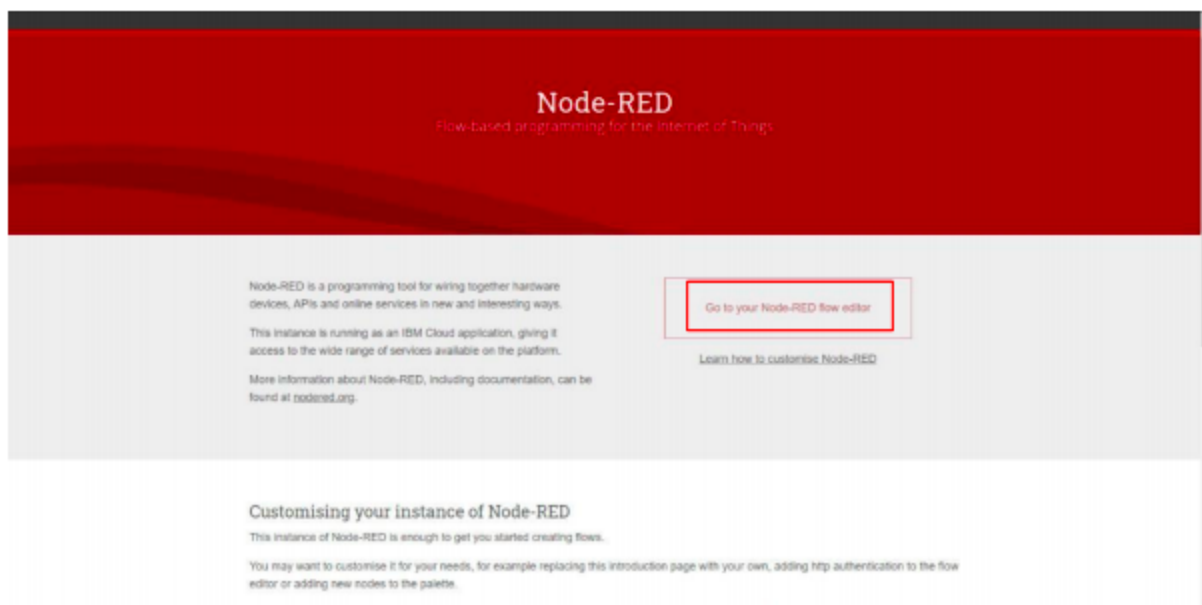 Node-RED
Flow-based programming for the Internet of Things
Node-RED is a programming tool for wiring together hardware
devices, APIs and online services in new and interesting ways.
This instance is running as an IBM Cloud application, giving it
access to the wide range of services available on the platform.
More information about Node-RED, including documentation, can be
found at nodered.org.
Go to your Node-RED flow editor
Learn how to customise Node-RED
Customising your instance of Node-RED
This instance of Node-RED is enough to get you started creating flows.
You may want to customise it for your needs, for example replacing this introduction page with your own, adding http authentication to the flow
editor or adding new nodes to the palette.